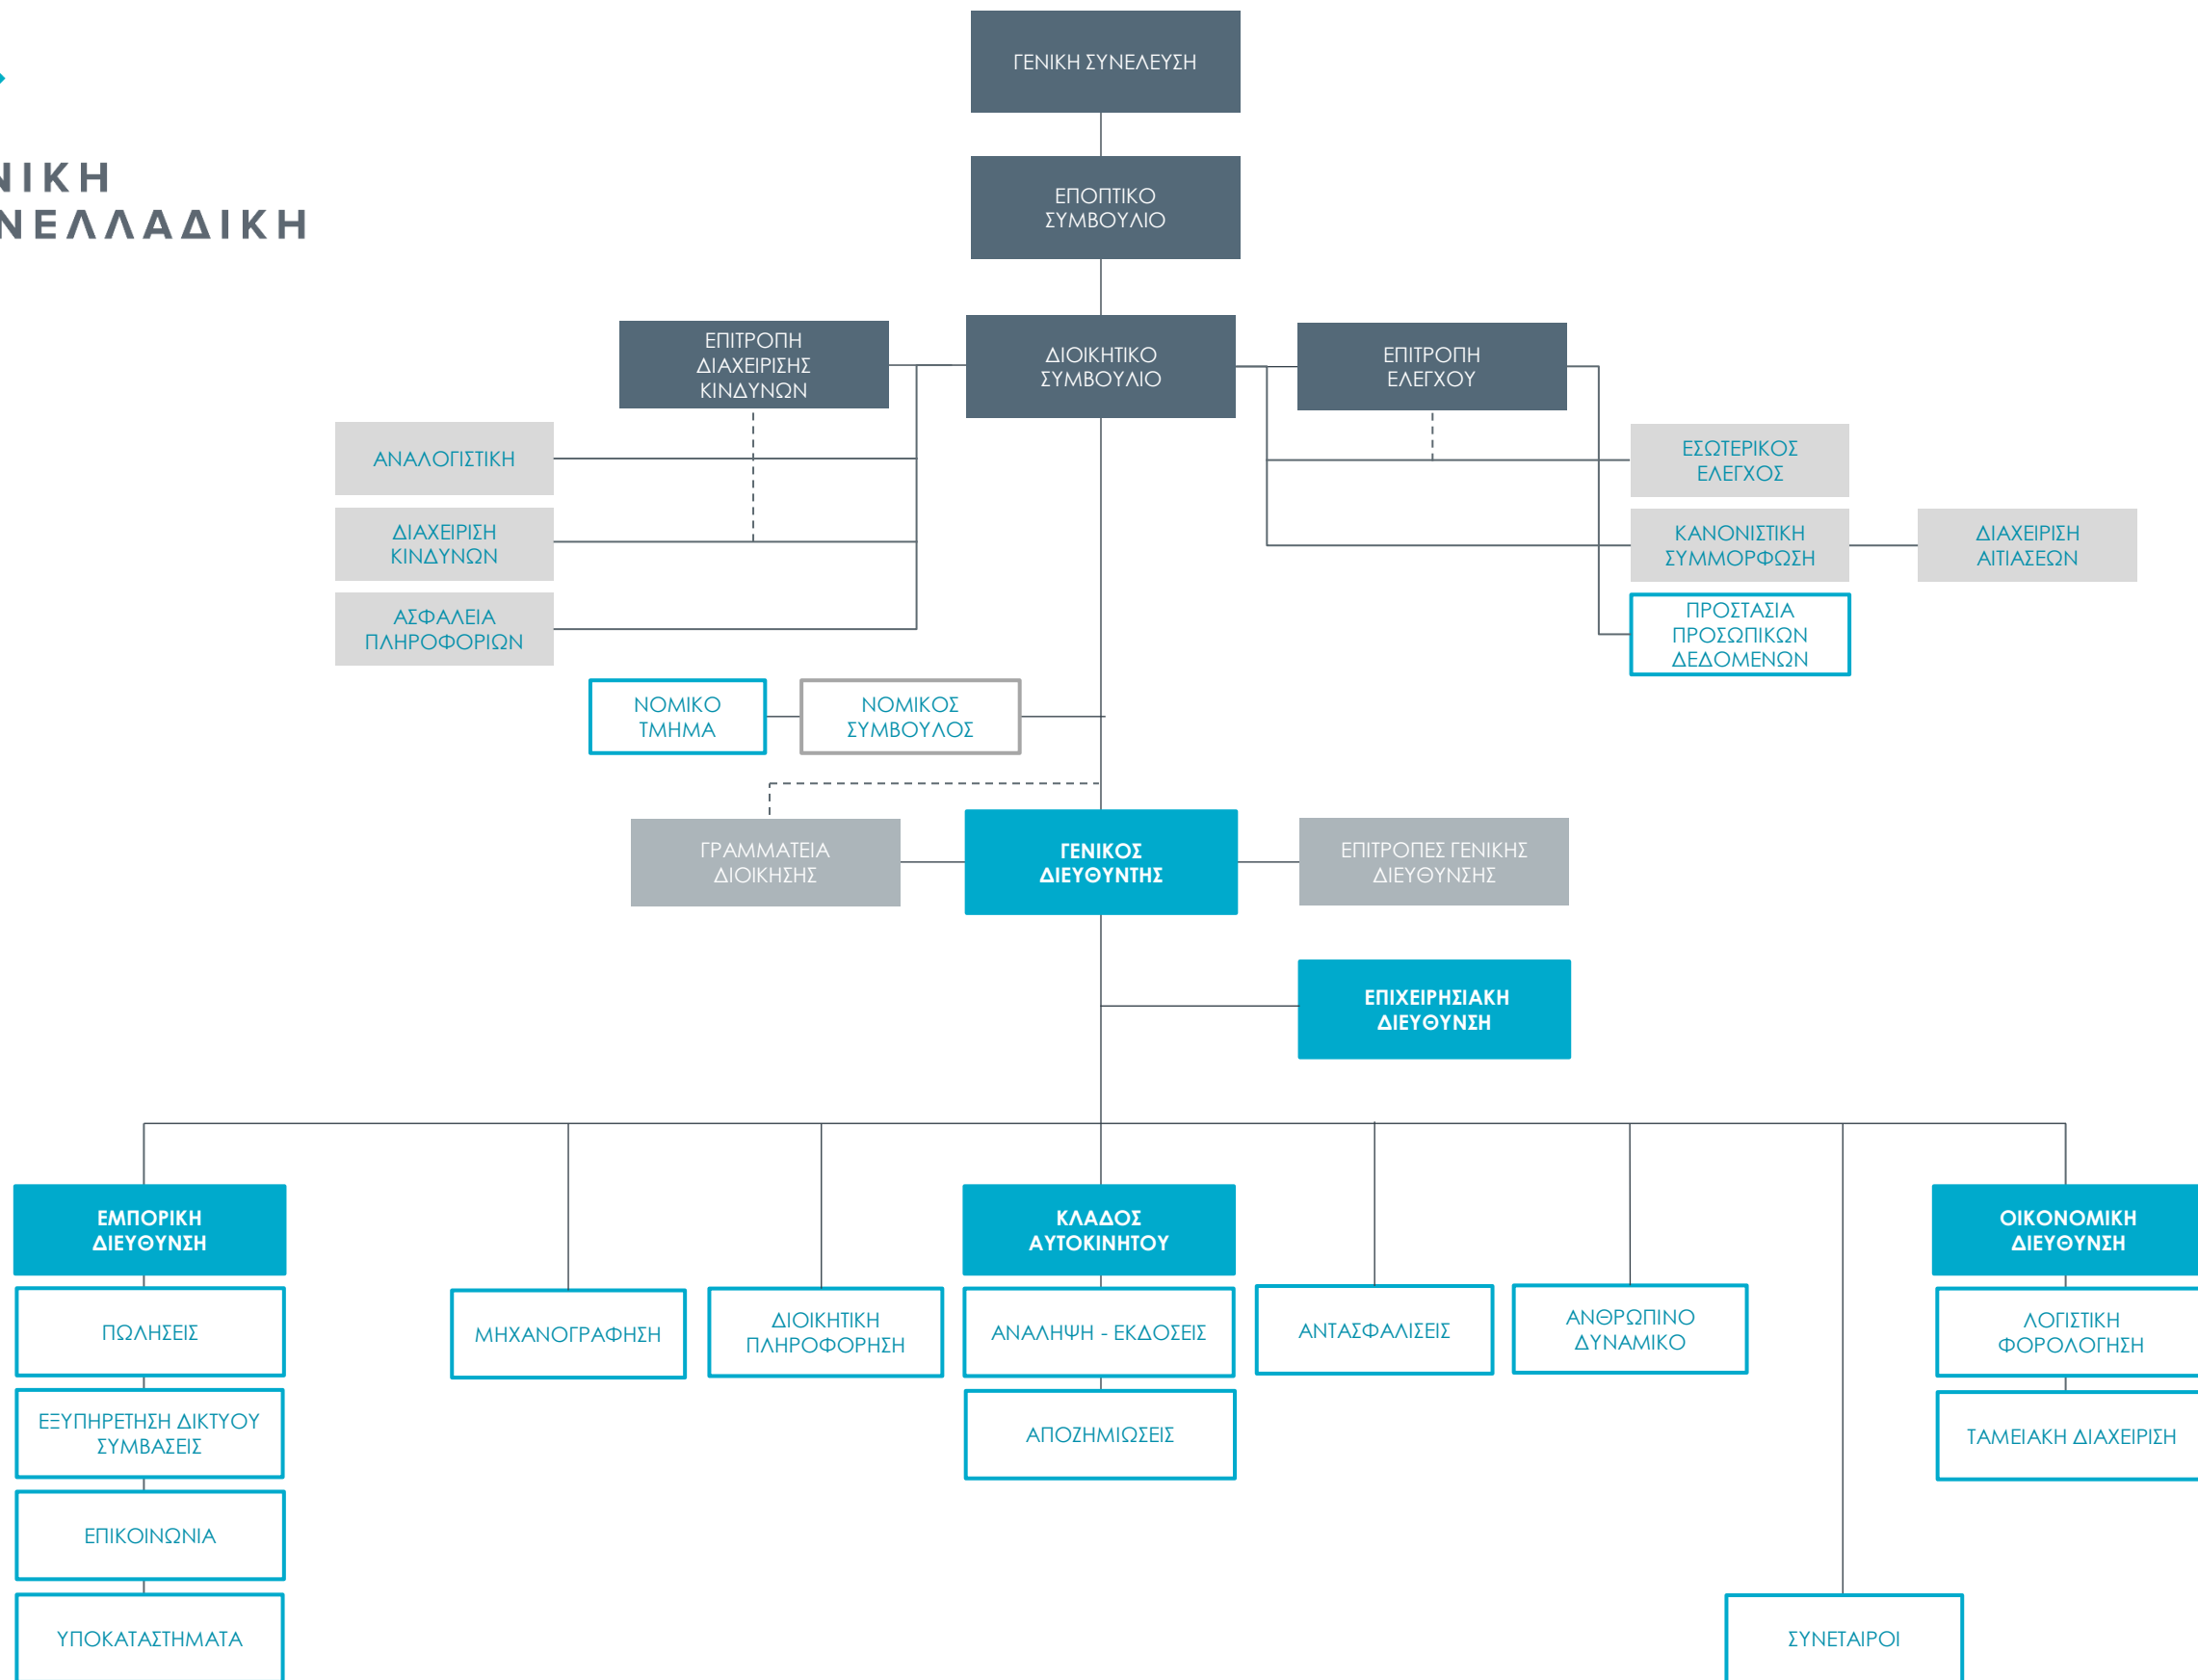 ΓΕΝΙΚΗ ΣΥΝΕΛΕΥΣΗ
ΝΙΚΗ
ΝΕΛΛΑΔΙΚΗ
ΕΠΟΠΤΙΚΟ
ΣΥΜΒΟΥΛΙΟ
ΕΠΙΤΡΟΠΗ
ΔΙΑΧΕΙΡΙΣΗΣ
ΚΙΝΔΥΝΩΝ
ΔΙΟΙΚΗΤΙΚΟ
ΣΥΜΒΟΥΛΙΟ
ΕΠΙΤΡΟΠΗ
ΕΛΕΓΧΟΥ
ΑΝΑΛΟΓΙΣΤΙΚΗ
ΕΣΩΤΕΡΙΚΟΣ
ΕΛΕΓΧΟΣ
ΔΙΑΧΕΙΡΙΣΗ
ΚΙΝΔΥΝΩΝ
ΚΑΝΟΝΙΣΤΙΚΗ
ΣΥΜΜΟΡΦΩΣΗ
ΔΙΑΧΕΙΡΙΣΗ
ΑΙΤΙΑΣΕΩΝ
ΑΣΦΑΛΕΙΑ
ΠΛΗΡΟΦΟΡΙΩΝ
ΠΡΟΣΤΑΣΙΑ
ΠΡΟΣΩΠΙΚΩΝ
ΔΕΔΟΜΕΝΩΝ
ΝΟΜΙΚΟ
ΤΜΗΜΑ
ΝΟΜΙΚΟΣ
ΣΥΜΒΟΥΛΟΣ
ΓΡΑΜΜΑΤΕΙΑ
ΔΙΟΙΚΗΣΗΣ
ΓΕΝΙΚΟΣ
ΔΙΕΥΘΥΝΤΗΣ
ΕΠΙΤΡΟΠΕΣ ΓΕΝΙΚΗΣ
ΔΙΕΥΘΥΝΣΗΣ
ΕΠΙΧΕΙΡΗΣΙΑΚΗ
ΔΙΕΥΘΥΝΣΗ
ΕΜΠΟΡΙΚΗ
ΔΙΕΥΘΥΝΣΗ
ΚΛΑΔΟΣ
ΑΥΤΟΚΙΝΗΤΟΥ
ΟΙΚΟΝΟΜΙΚΗ
ΔΙΕΥΘΥΝΣΗ
ΠΩΛΗΣΕΙΣ
ΜΗΧΑΝΟΓΡΑΦΗΣΗ
ΔΙΟΙΚΗΤΙΚΗ
ΠΛΗΡΟΦΟΡΗΣΗ
ΑΝΑΛΗΨΗ - ΕΚΔΟΣΕΙΣ
ΑΝΤΑΣΦΑΛΙΣΕΙΣ
ΑΝΘΡΩΠΙΝΟ
ΔΥΝΑΜΙΚΟ
ΛΟΓΙΣΤΙΚΗ
ΦΟΡΟΛΟΓΗΣΗ
ΕΞΥΠΗΡΕΤΗΣΗ ΔΙΚΤΥΟΥ
ΣΥΜΒΑΣΕΙΣ
ΑΠΟΖΗΜΙΩΣΕΙΣ
ΤΑΜΕΙΑΚΗ ΔΙΑΧΕΙΡΙΣΗ
ΕΠΙΚΟΙΝΩΝΙΑ
ΥΠΟΚΑΤΑΣΤΗΜΑΤΑ
ΣΥΝΕΤΑΙΡΟΙ